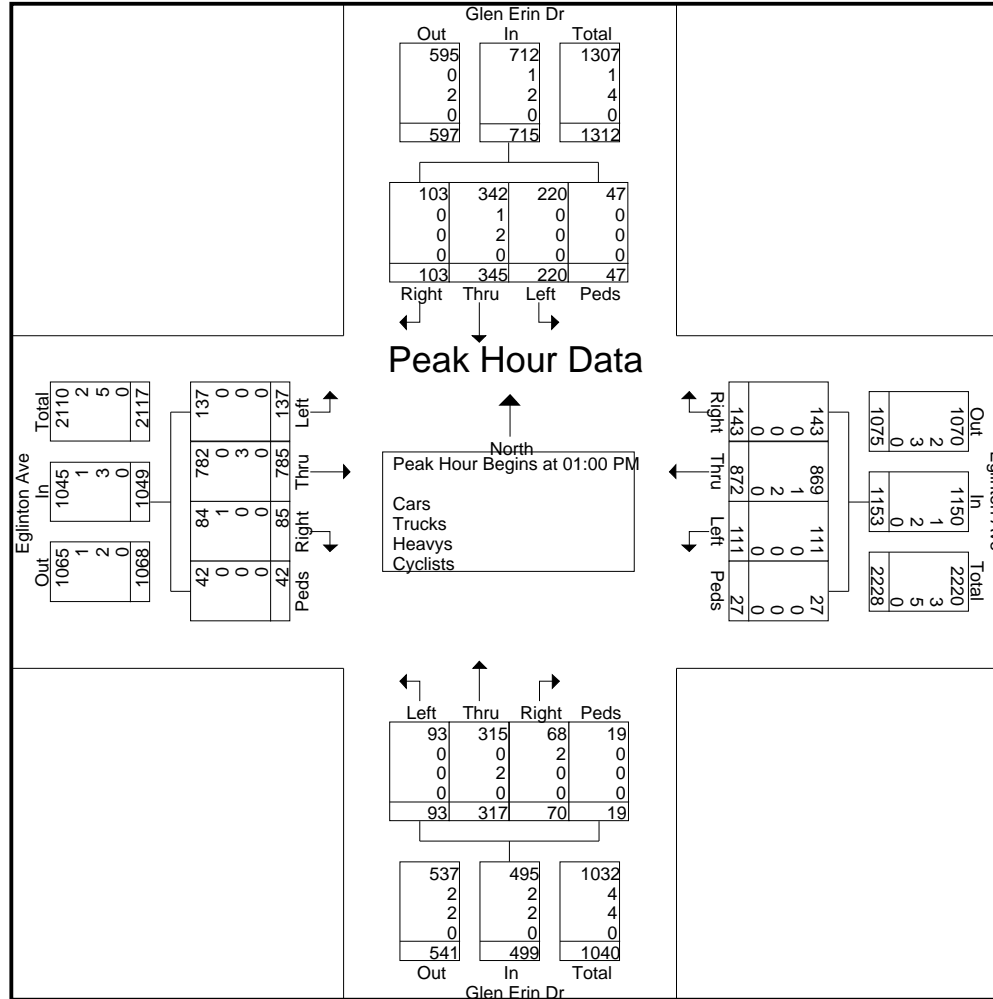 Glen Erin Dr
Out In Total
595 712 1307
0 1 1
2 2 4
0 0 0
597 715 1312
103 342 220 47
0 1 0 0
0 2 0 0
0 0 0 0
103 345 220 47
Right Thru Left Peds
Peak Hour Data
Eglinton Ave
Total
2110 2 5 0 2117
In
1045 1 3 0 1049
Out
1065 1 2 0 1068
137 0 0 0 137
Left
782 0 3 0 785
Thru
84 1 0 0 85
Right
42 0 0 0 42
Peds
North
Peak Hour Begins at 01:00 PM
Cars
Trucks
Heavys
Cyclists
Right
143 0 0 0 143
Thru
869 1 2 0 872
Left
111 0 0 0 111
Peds
27 0 0 0 27
Out
1070 2 3 0 1075
In
1150 1 2 0 1153
Total
2220 3 5 0 2228
Eglinton Ave
Left Thru Right Peds
93 315 68 19
0 0 2 0
0 2 0 0
0 0 0 0
93 317 70 19
537 495 1032
2 2 4
2 2 4
0 0 0
541 499 1040
Out In Total
Glen Erin Dr